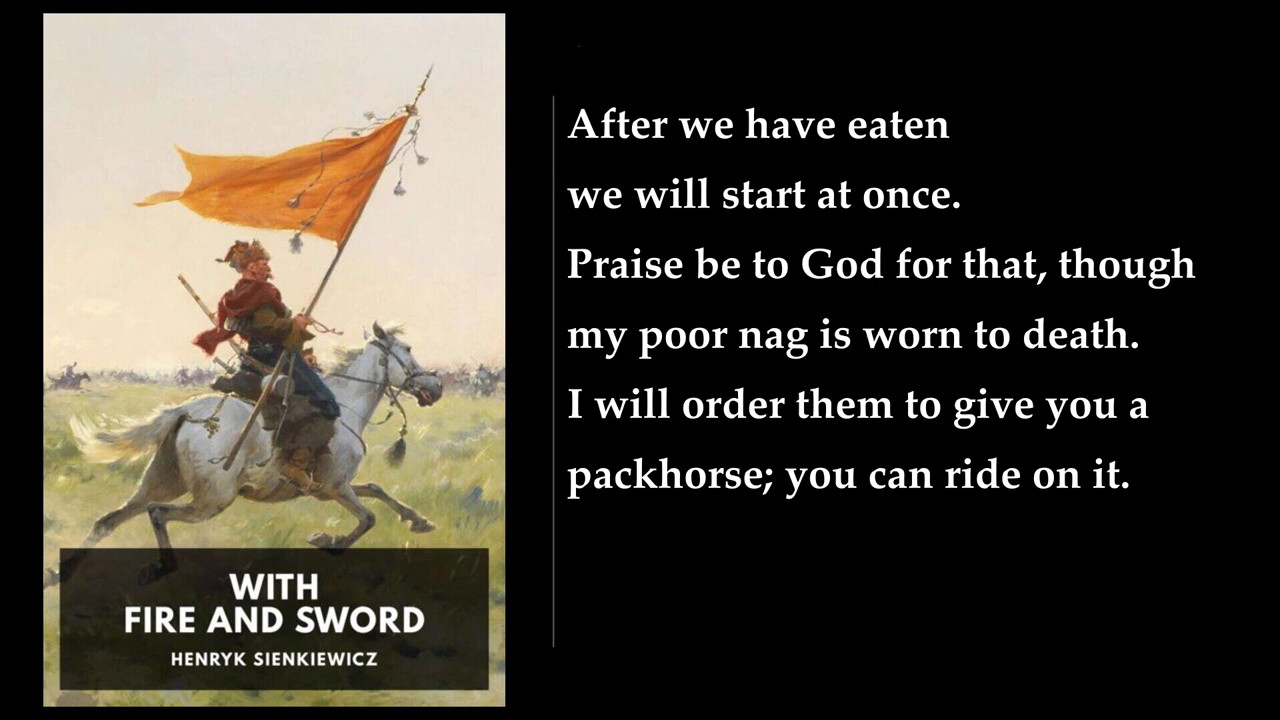 After we have eaten
we will start at once.
Praise be to God for that, though
my poor nag is worn to death.
I will order them to give you a
packhorse; you can ride on it.
WITH
FIRE AND SWORD
HENRYK SIENKIEWICZ